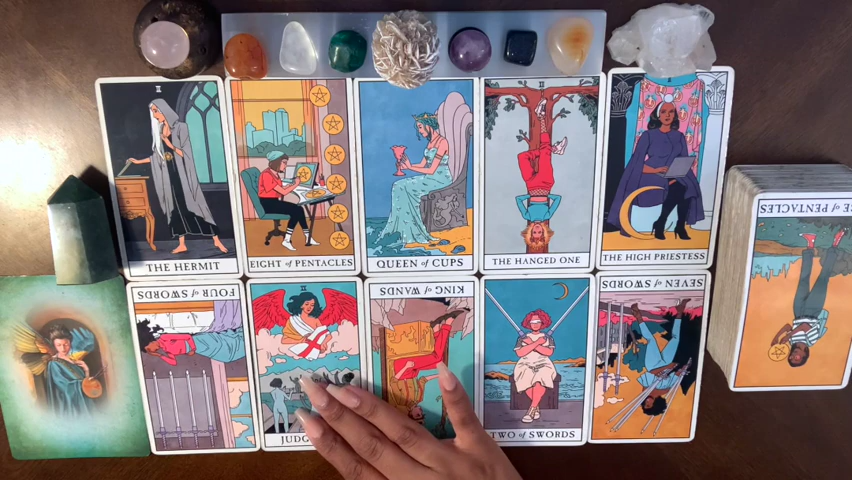 THE HERMIT
EIGHT of PENTACLES
QUEEN of CUPS
THE HANGED ONE
THE HIGH PRIESTESS
of PENTACLES
FOUR of SWORDS
JUDG
KING of WANDS
TWO of SWORDS
SEVEN of SWORDS